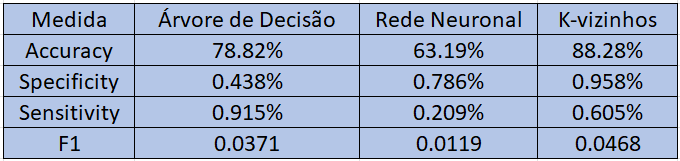 Medida Árvore de Decisão Rede Neuronal K-vizinhos
Accuracy 78.82% 63.19% 88.28%
Specificity 0.438% 0.786% 0.958%
Sensitivity 0.915% 0.209% 0.605%
F1 0.0371 0.0119 0.0468